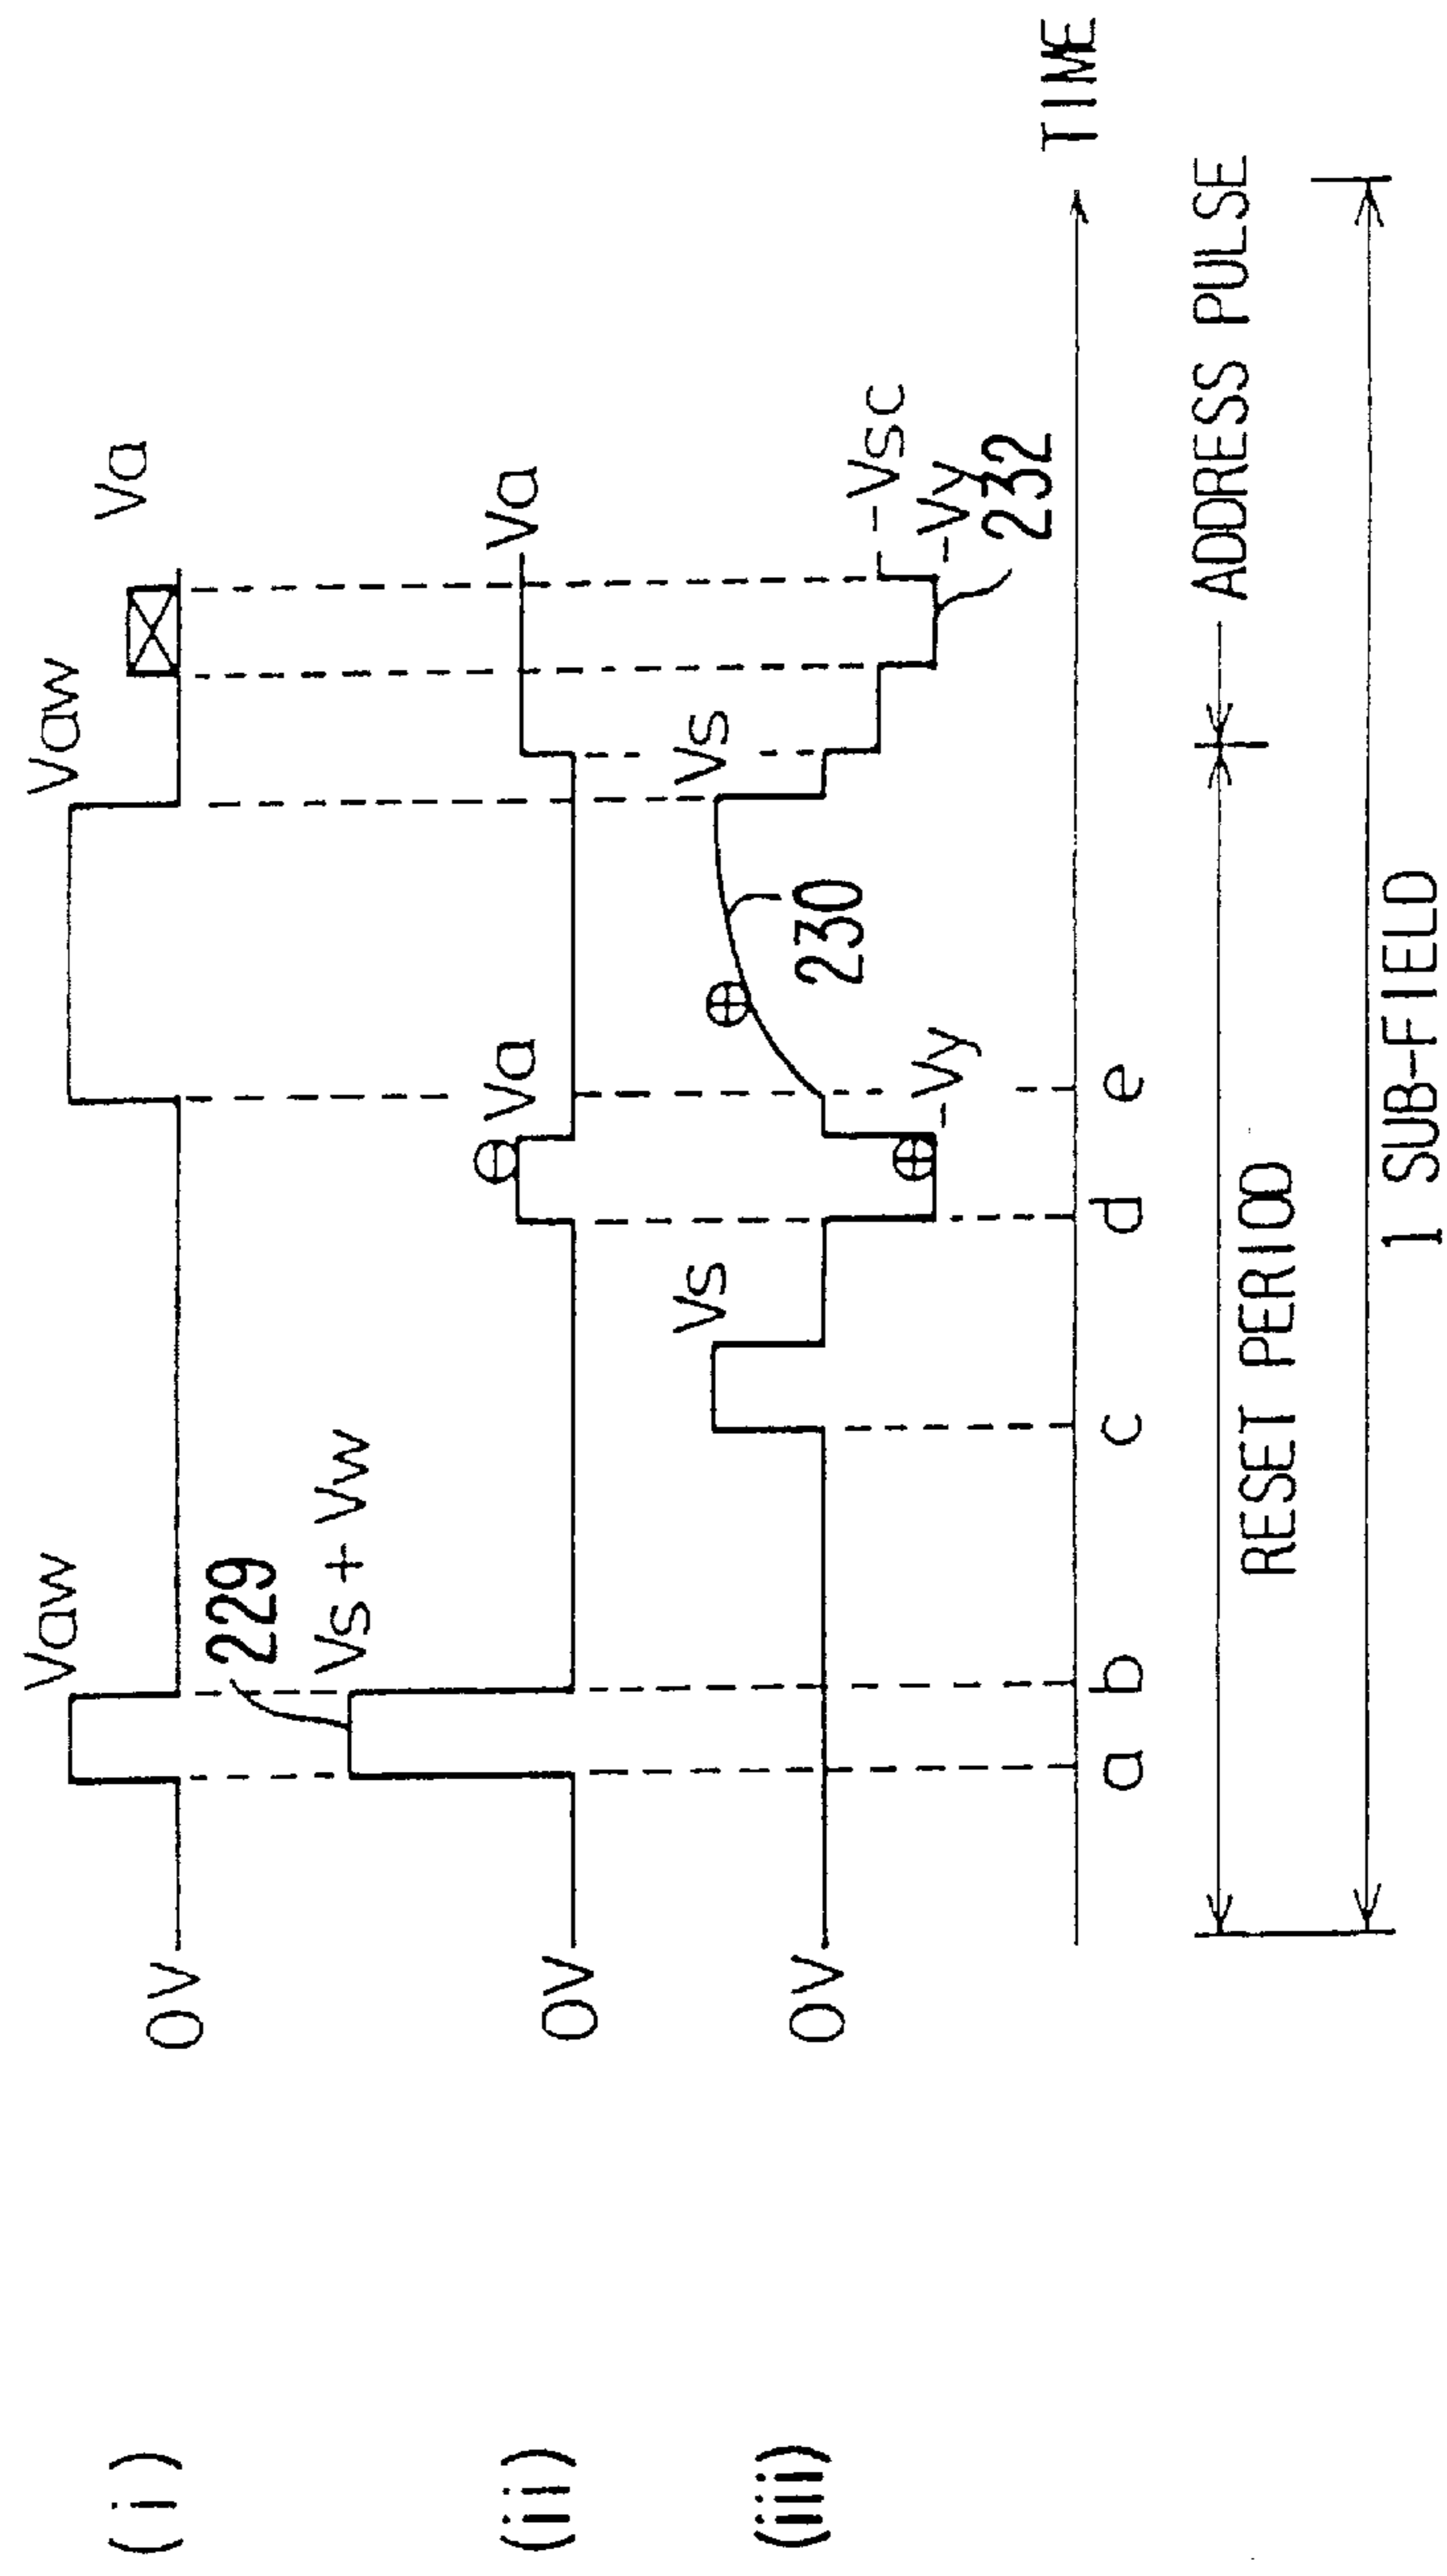 (i)
0V
Vaw
Vaw
Va
229
Vs + Vw
(ii)
0V
Va
Va
(iii)
0V
Vs
Vs
230
-Vy
-Vsc
-Vy
232
TIME
a
b
c
d
e
RESET PERIOD
ADDRESS PULSE
1 SUB-FIELD